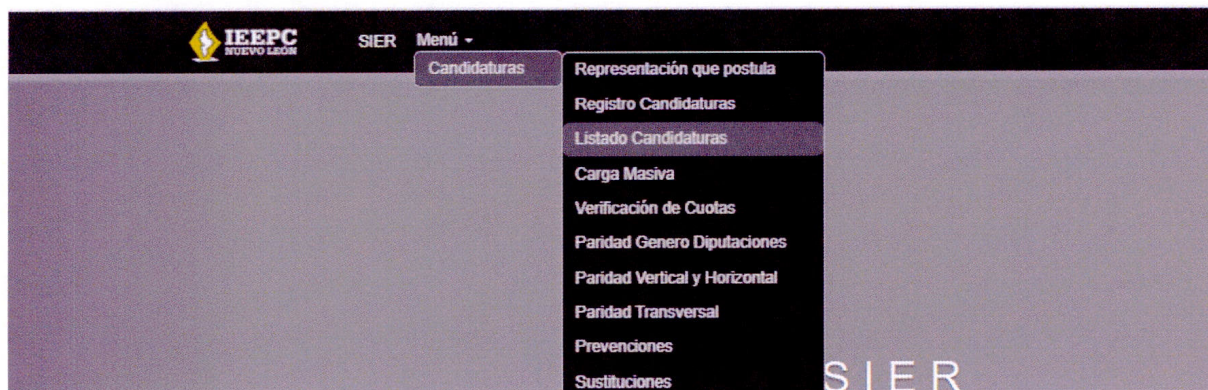 IEEPC
NUEVO LEÓN
SIER Menú
Candidaturas
Representación que postula
Registro Candidaturas
Listado Candidaturas
Carga Masiva
Verificación de Cuotas
Paridad Genero Diputaciones
Paridad Vertical y Horizontal
Paridad Transversal
Prevenciones
Sustituciones
SIER